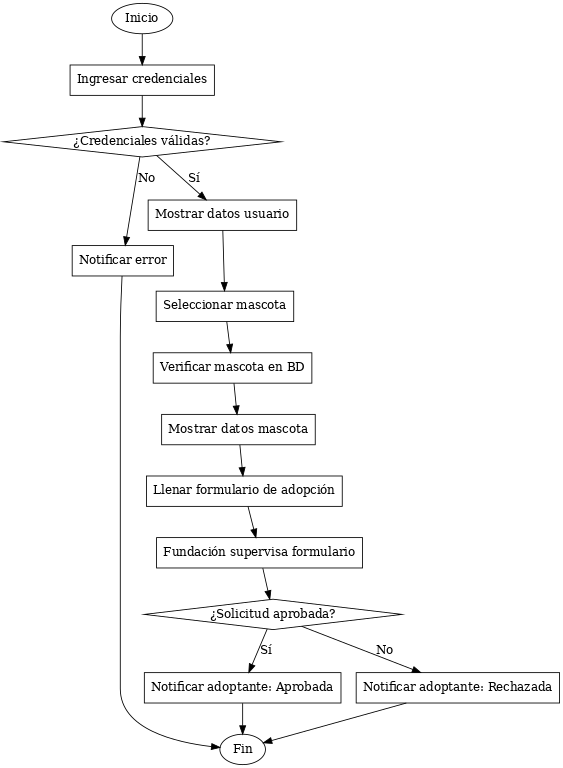 Inicio
Ingresar credenciales
¿Credenciales válidas?
No
Sí
Mostrar datos usuario
Notificar error
Seleccionar mascota
Verificar mascota en BD
Mostrar datos mascota
Llenar formulario de adopción
Fundación supervisa formulario
¿Solicitud aprobada?
Sí
No
Notificar adoptante: Aprobada
Notificar adoptante: Rechazada
Fin